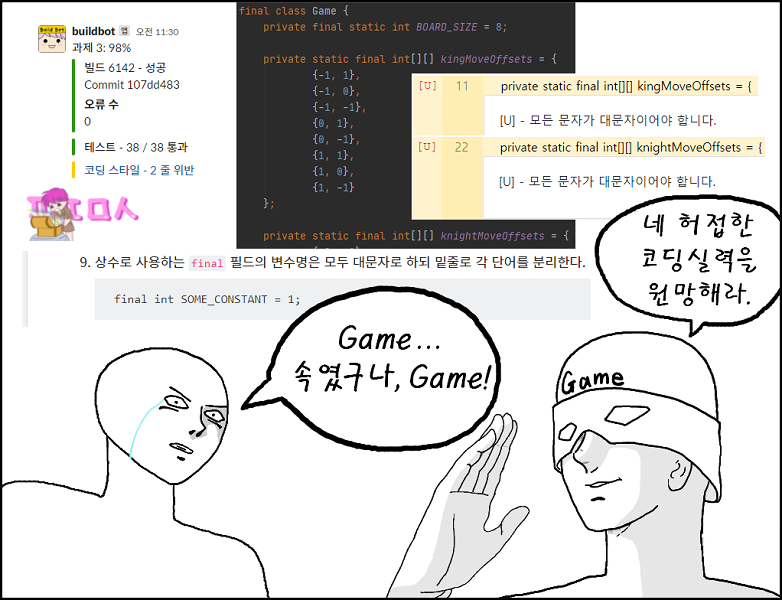 Build Bot
buildbot 앱 오전 11:30
과제 3: 98%
빌드 6142 - 성공
Commit 107dd483
오류 수
0
테스트 - 38 / 38 통과
코딩 스타일 - 2 줄 위반
final class Game {
private final static int BOARD_SIZE = 8;
private static final int[][] kingMoveOffsets = {
{-1, 1},
{-1, 0},
{-1, -1},
{0, 1},
{0, -1},
{1, 1},
{1, 0},
{1, -1}
};
private static final int[][] knightMoveOffsets = {
[U] 11 private static final int[][] kingMoveOffsets = {
[U] - 모든 문자가 대문자이어야 합니다.
[U] 22 private static final int[][] knightMoveOffsets = {
[U] - 모든 문자가 대문자이어야 합니다.
9. 상수로 사용하는 final 필드의 변수명은 모두 대문자로 하되 밑줄로 각 단어를 분리한다.
final int SOME_CONSTANT = 1;
네 허접한
코딩실력을
원망해라.
Game...
속였구나, Game!
Game